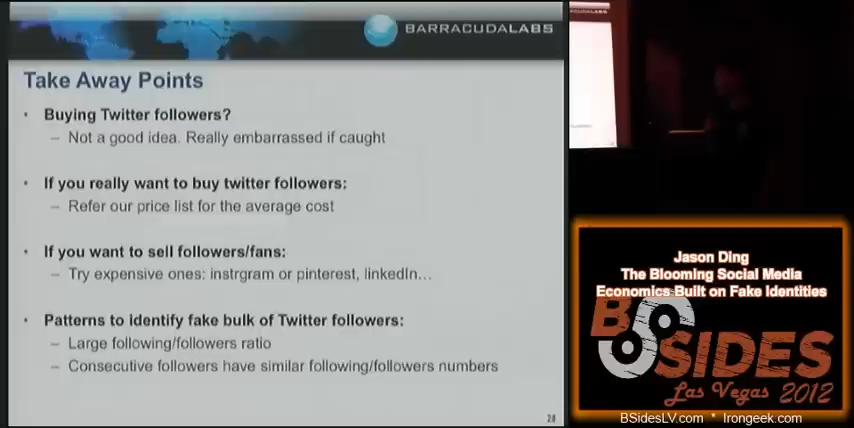 BARRACUDALABS
Take Away Points
• Buying Twitter followers?
– Not a good idea. Really embarrassed if caught
• If you really want to buy twitter followers:
– Refer our price list for the average cost
• If you want to sell followers/fans:
– Try expensive ones: instrgram or pinterest, linkedIn…
• Patterns to identify fake bulk of Twitter followers:
– Large following/followers ratio
– Consecutive followers have similar following/followers numbers
28
Jason Ding
The Blooming Social Media
Economics Built on Fake Identities
BSIDES
Las Vegas 2012
BSidesLV.com * Irongeek.com